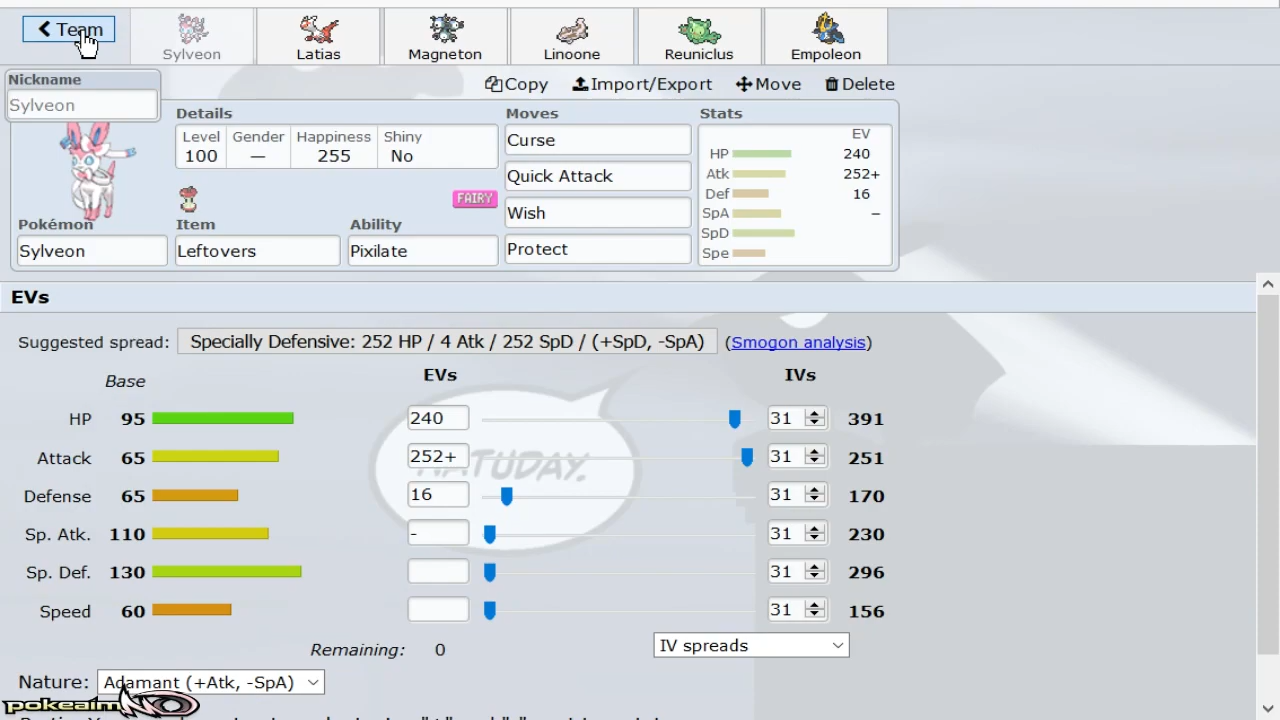 Team
Sylveon
Latias
Magneton
Linoone
Reuniclus
Empoleon
Nickname
Sylveon
Copy
Import/Export
Move
Delete
Details
Level
100
Gender
—
Happiness
255
Shiny
No
FAIRY
Pokémon
Sylveon
Item
Leftovers
Ability
Pixilate
Moves
Curse
Quick Attack
Wish
Protect
Stats
EV
HP 240
Atk 252+
Def 16
SpA –
SpD
Spe
EVs
Suggested spread: Specially Defensive: 252 HP / 4 Atk / 252 SpD / (+SpD, -SpA) (Smogon analysis)
Base EVs IVs
HP 95 240 31 391
Attack 65 252+ 31 251
Defense 65 16 31 170
Sp. Atk. 110 - 31 230
Sp. Def. 130 31 296
Speed 60 31 156
Remaining: 0
IV spreads
Nature: Adamant (+Atk, -SpA)
pokeaim